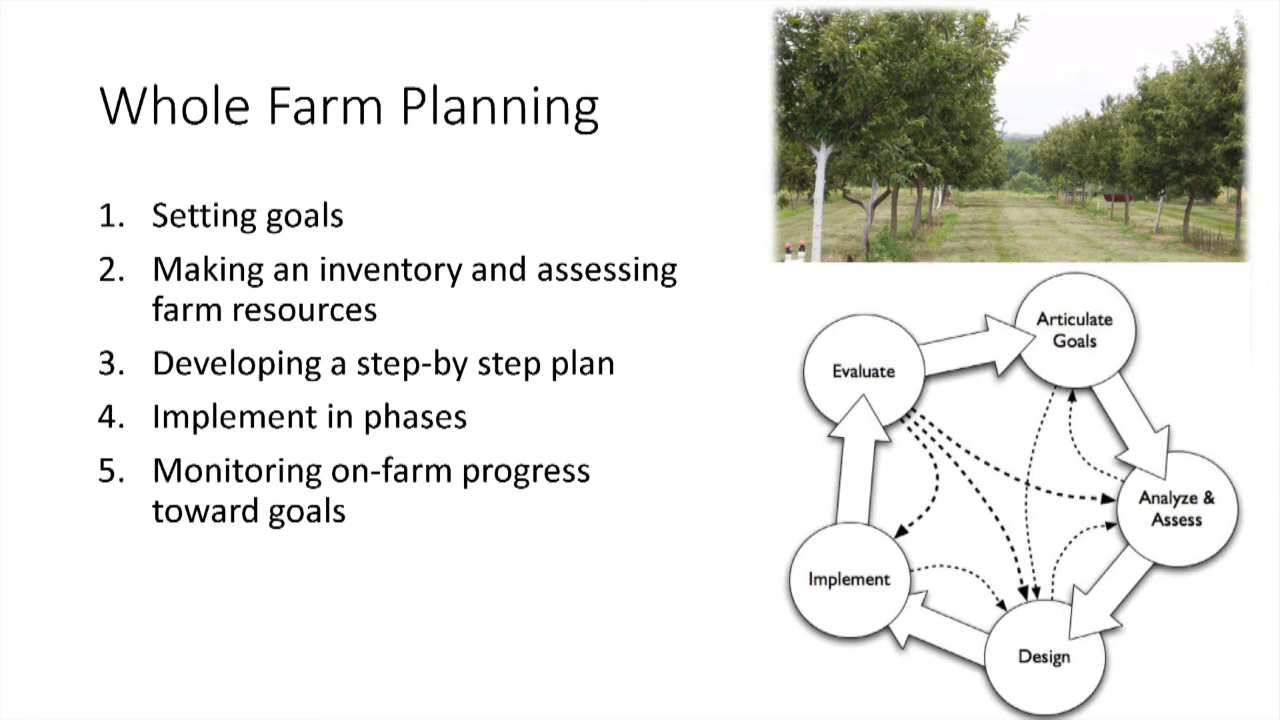 Whole Farm Planning
1. Setting goals
2. Making an inventory and assessing
farm resources
3. Developing a step-by step plan
4. Implement in phases
5. Monitoring on-farm progress
toward goals
Articulate
Goals
Evaluate
Analyze &
Assess
Implement
Design